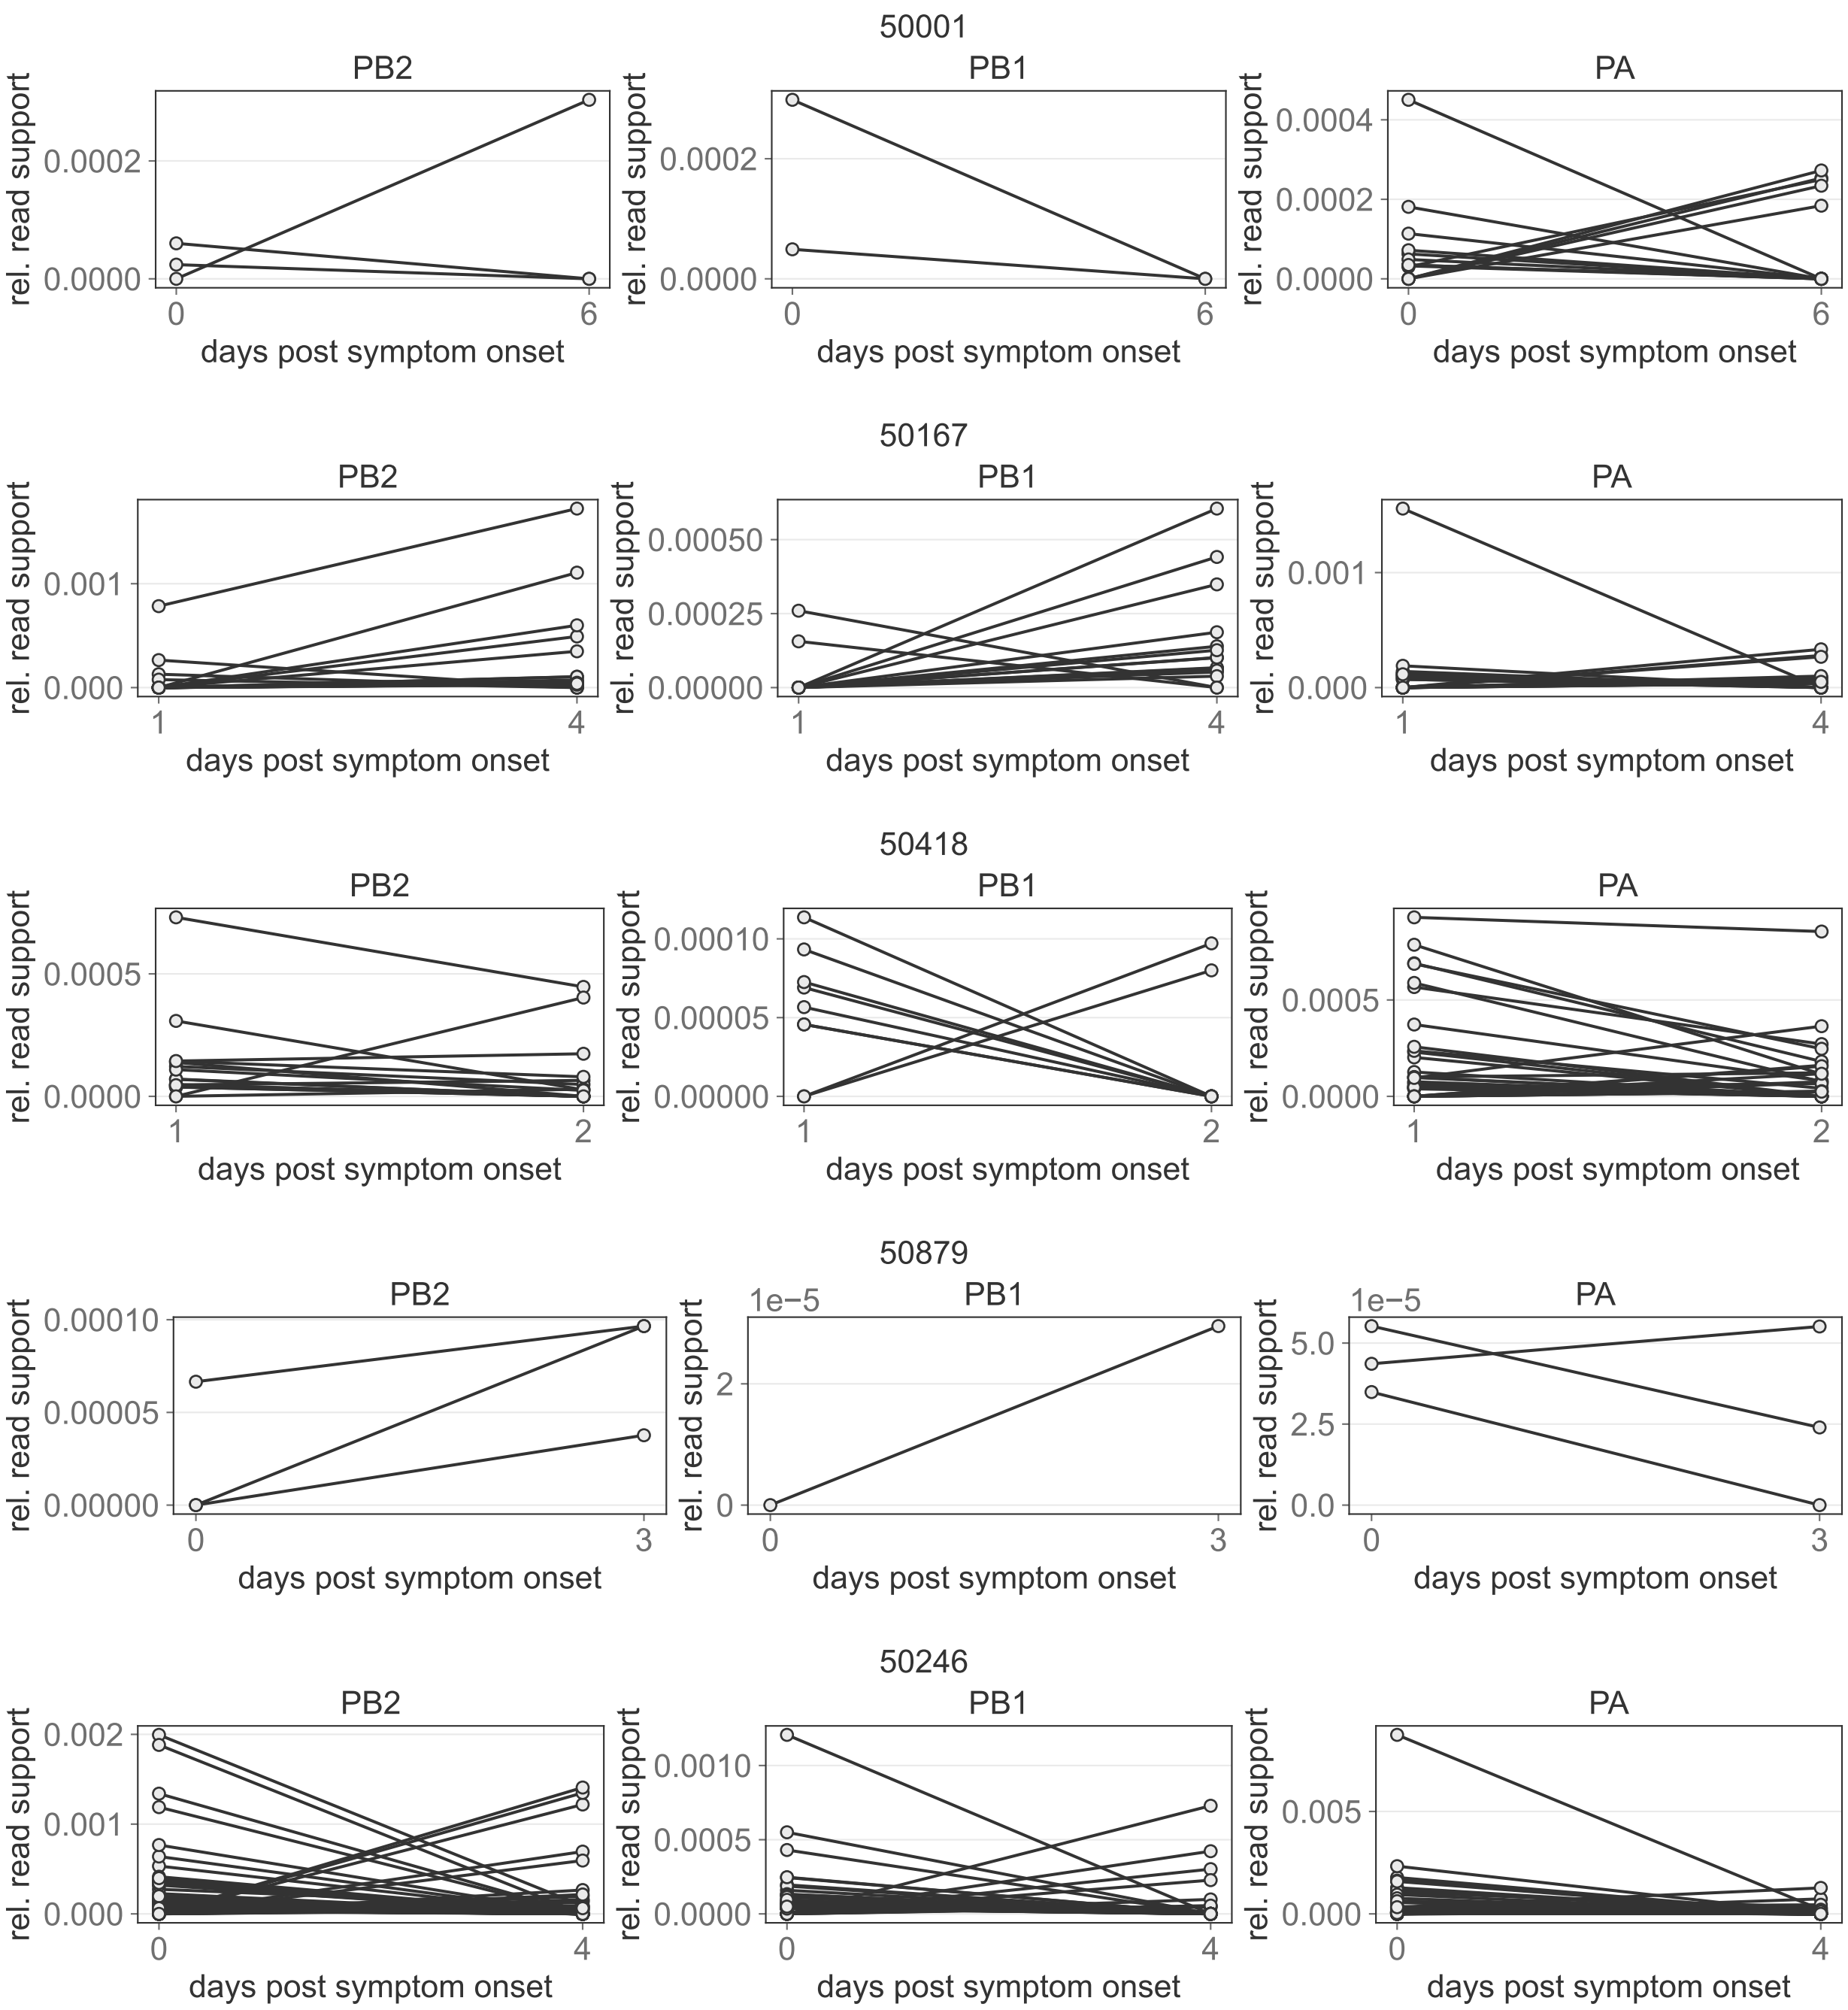 50001
PB2
PB1
PA
rel. read support
0.0002
0.0000
0
6
days post symptom onset
rel. read support
0.0002
0.0000
0
6
days post symptom onset
rel. read support
0.0004
0.0002
0.0000
0
6
days post symptom onset
50167
PB2
PB1
PA
rel. read support
0.001
0.000
1
4
days post symptom onset
rel. read support
0.00050
0.00025
0.00000
1
4
days post symptom onset
rel. read support
0.001
0.000
1
4
days post symptom onset
50418
PB2
PB1
PA
rel. read support
0.0005
0.0000
1
2
days post symptom onset
rel. read support
0.00010
0.00005
0.00000
1
2
days post symptom onset
rel. read support
0.0005
0.0000
1
2
days post symptom onset
50879
PB2
PB1
PA
rel. read support
0.00010
0.00005
0.00000
0
3
days post symptom onset
1e−5
rel. read support
2
0
0
3
days post symptom onset
1e−5
rel. read support
5.0
2.5
0.0
0
3
days post symptom onset
50246
PB2
PB1
PA
rel. read support
0.002
0.001
0.000
0
4
days post symptom onset
rel. read support
0.0010
0.0005
0.0000
0
4
days post symptom onset
rel. read support
0.005
0.000
0
4
days post symptom onset